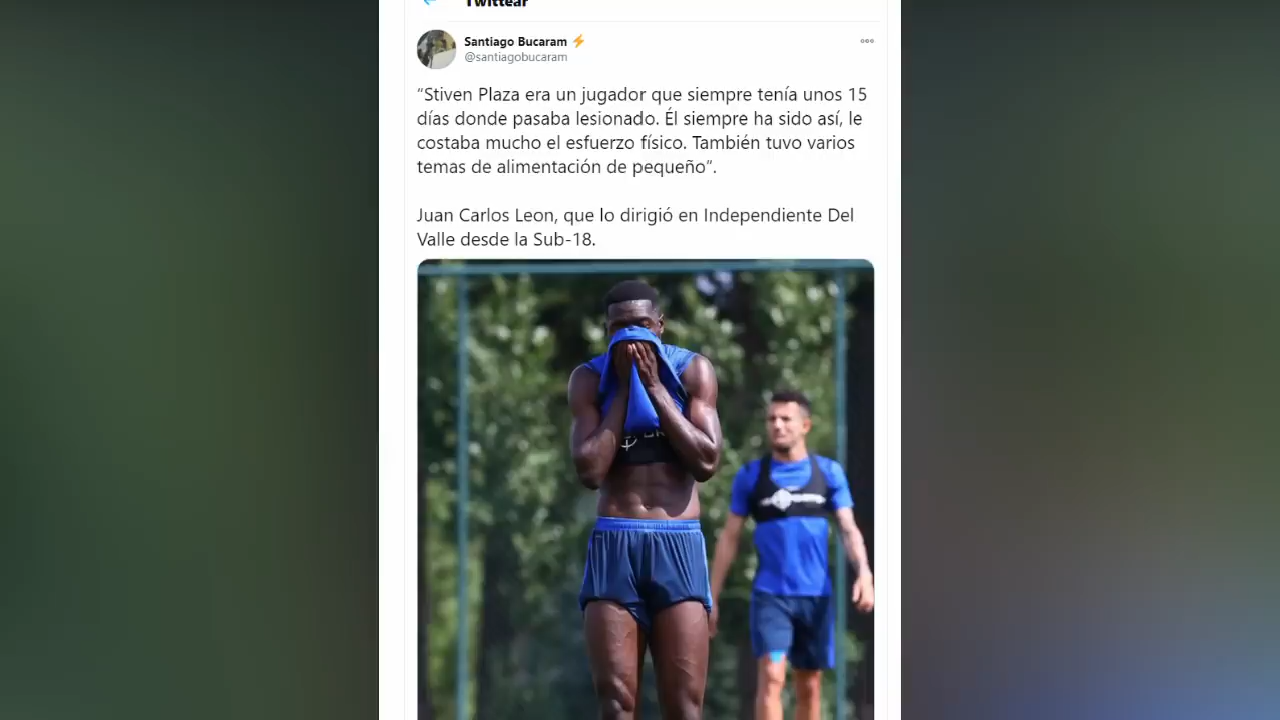 Twittear
Santiago Bucaram ⚡
@santiagobucaram
“Stiven Plaza era un jugador que siempre tenía unos 15
días donde pasaba lesionado. Él siempre ha sido así, le
costaba mucho el esfuerzo físico. También tuvo varios
temas de alimentación de pequeño”.
Juan Carlos Leon, que lo dirigió en Independiente Del
Valle desde la Sub-18.